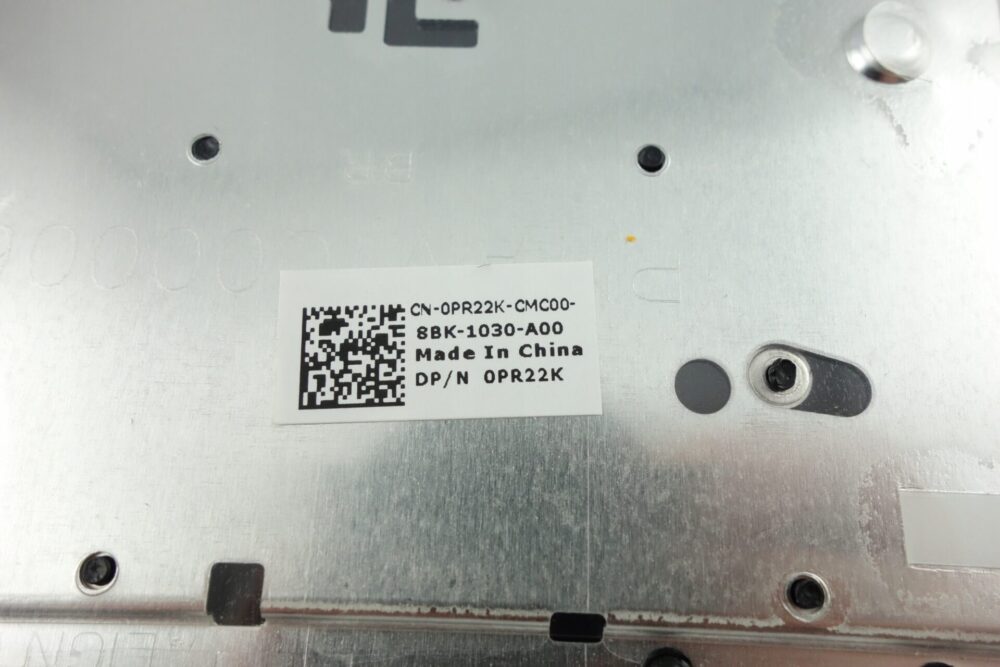 CN-0PR22K-CMC00-
8BK-1030-A00
Made In China
DP/N 0PR22K